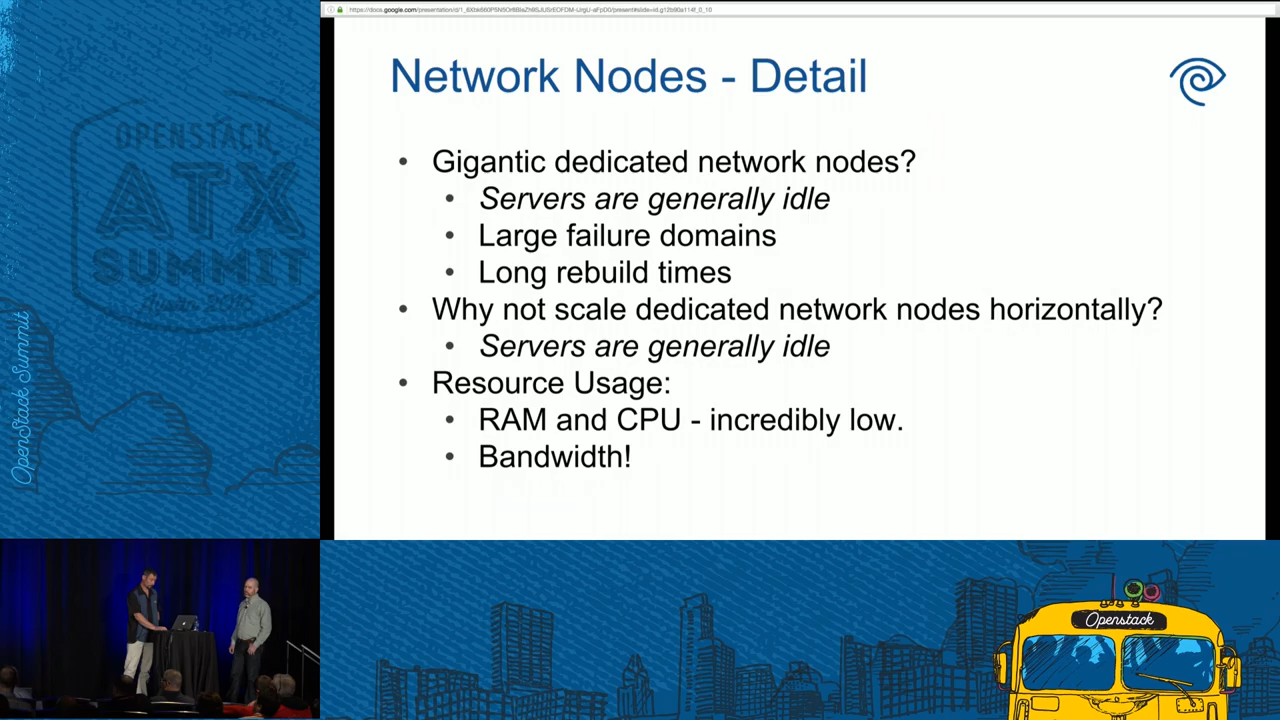 Network Nodes - Detail
• Gigantic dedicated network nodes?
• Servers are generally idle
• Large failure domains
• Long rebuild times
• Why not scale dedicated network nodes horizontally?
• Servers are generally idle
• Resource Usage:
• RAM and CPU - incredibly low.
• Bandwidth!
OPENSTACK
ATX
SUMMIT
Austin 2016
OpenStack Summit
Openstack